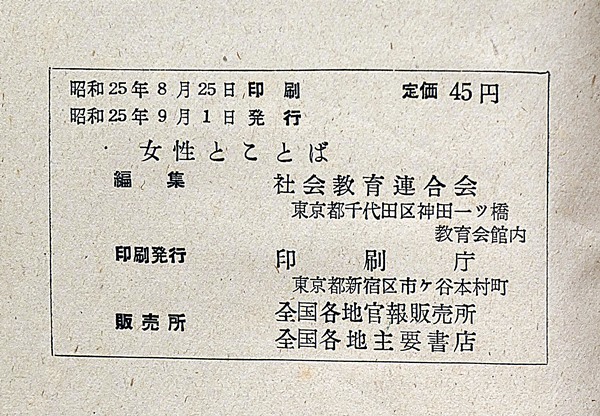 昭和25年8月25日 印刷 定価 45円
昭和25年9月1日 発行
女性とことば
編集 社会教育連合会
東京都千代田区神田一ツ橋
教育会館内
印刷発行 印刷庁
東京都新宿区市ケ谷本村町
販売所 全国各地官報販売所
全国各地主要書店